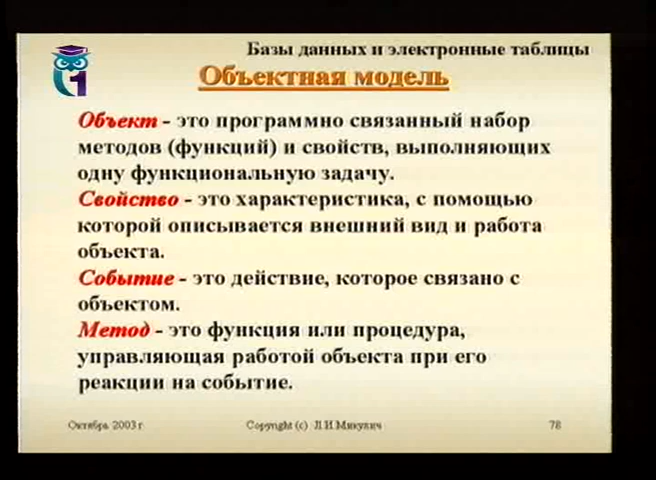 Базы данных и электронные таблицы
Объектная модель
1
Объект - это программно связанный набор
методов (функций) и свойств, выполняющих
одну функциональную задачу.
Свойство - это характеристика, с помощью
которой описывается внешний вид и работа
объекта.
Событие - это действие, которое связано с
объектом.
Метод - это функция или процедура,
управляющая работой объекта при его
реакции на событие.
Октябрь 2003 г Copyright (c) Л.И.Микулич 78